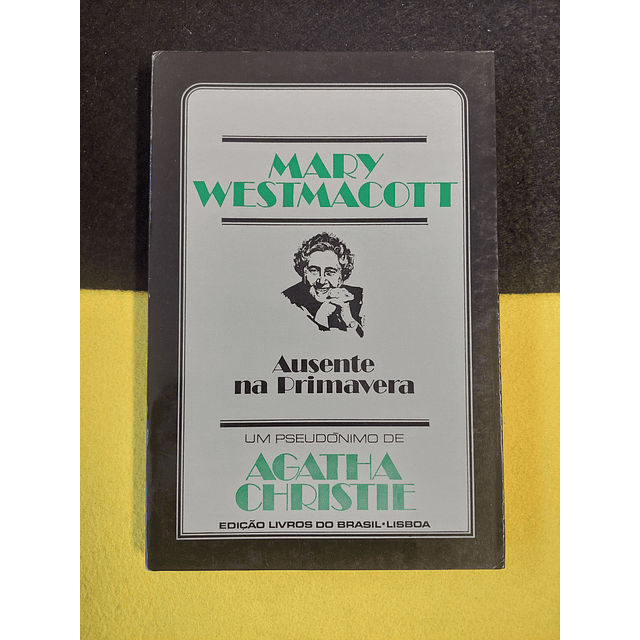 MARY
WESTMACOTT
Ausente
na Primavera
UM PSEUDÓNIMO DE
AGATHA
CHRISTIE
EDIÇÃO LIVROS DO BRASIL•LISBOA